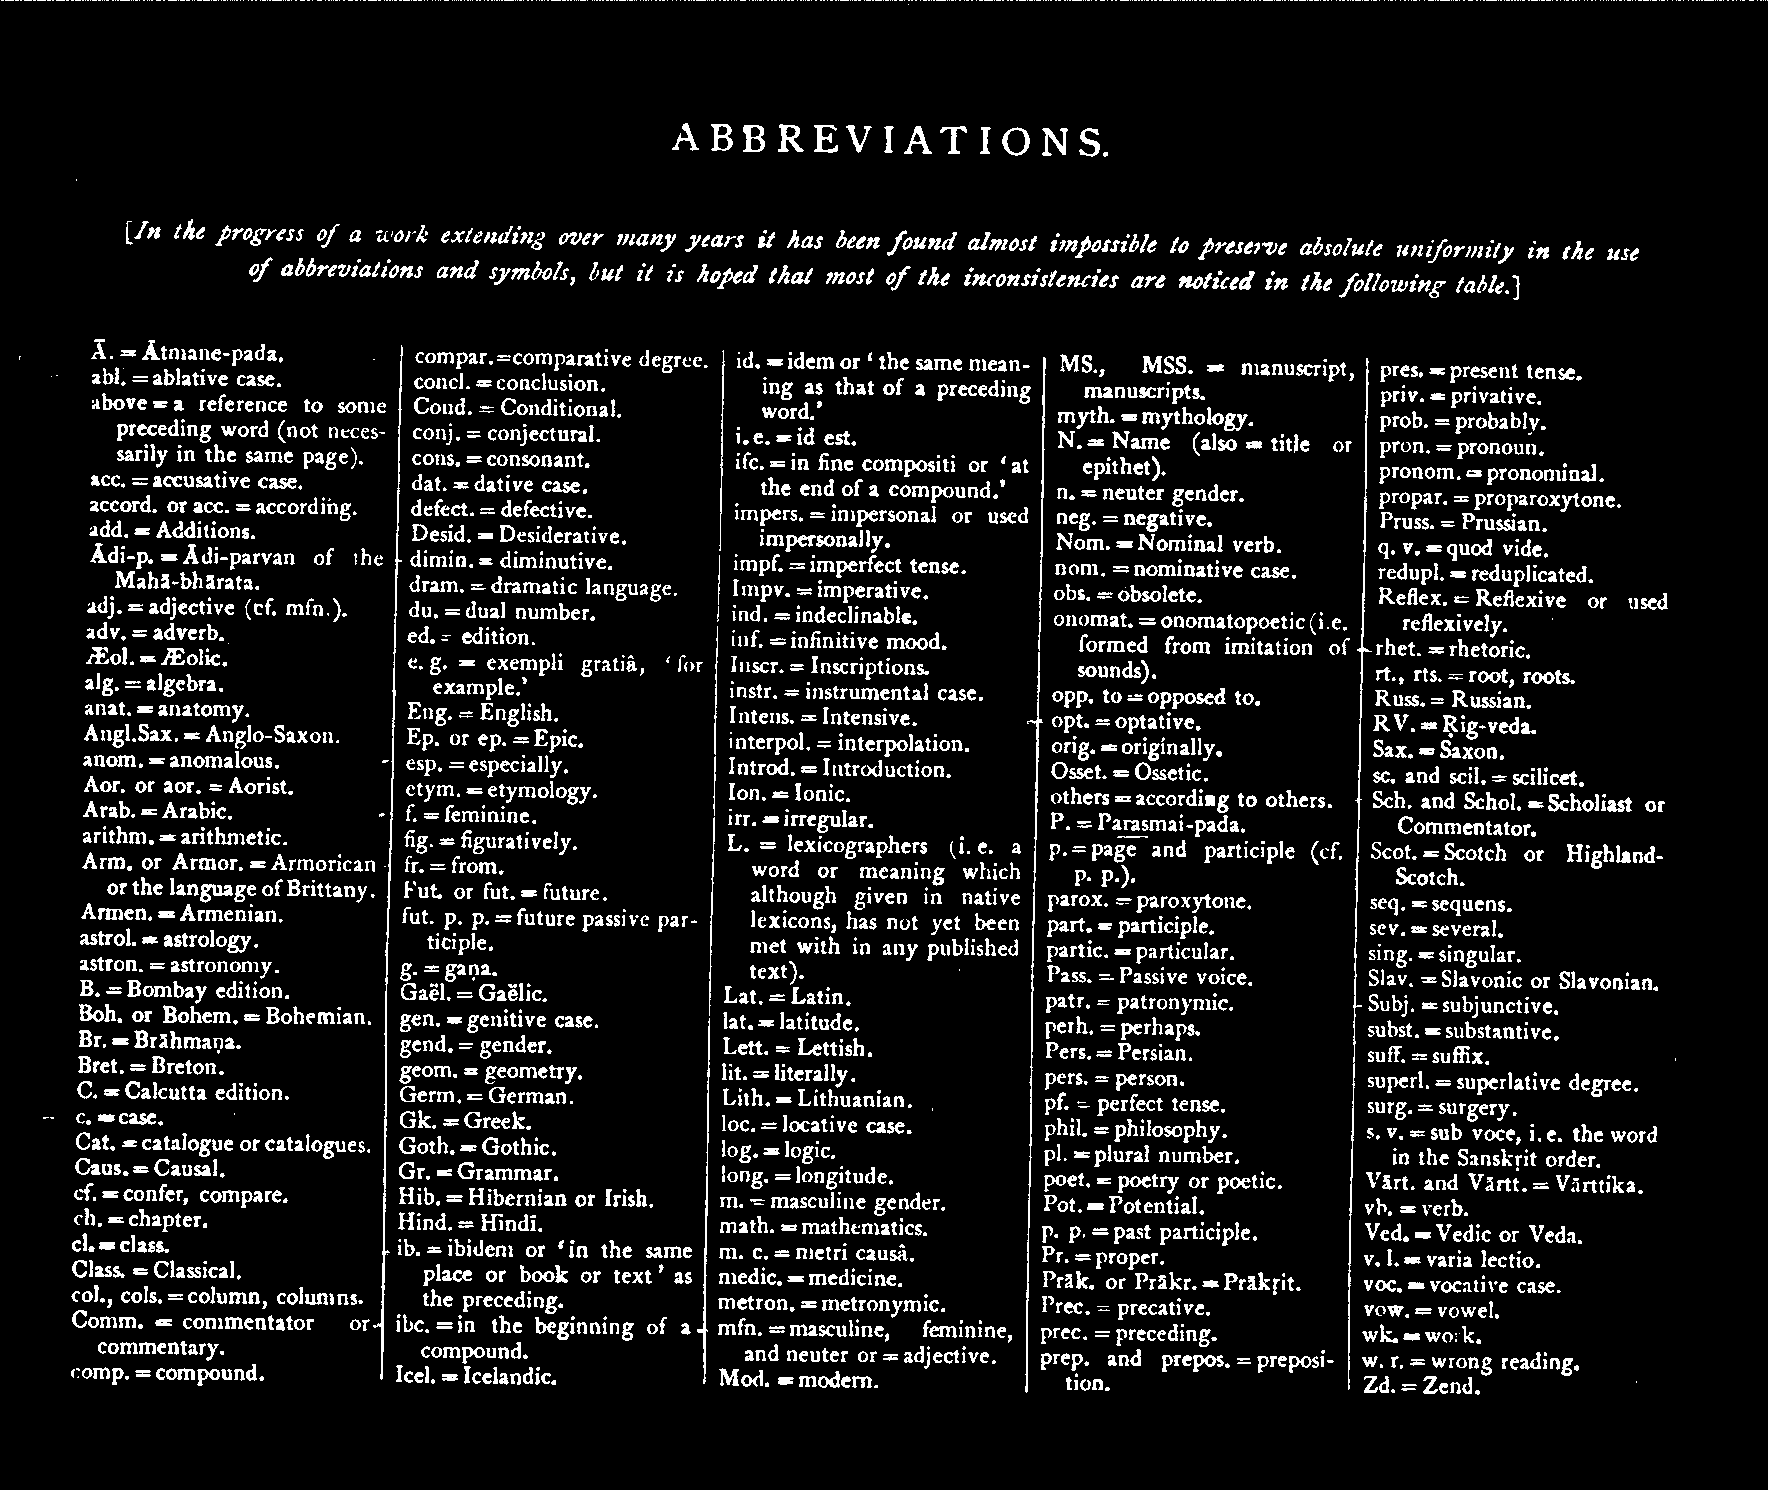 ABBREVIATIONS.
[In the progress of a work extending over many years it has been found almost impossible to preserve absolute uniformity in the use
of abbreviations and symbols, but it is hoped that most of the inconsistencies are noticed in the following table.]
Ā. = Ātmane-pada.
abl. = ablative case.
above = a reference to some
preceding word (not neces-
sarily in the same page).
acc. = accusative case.
accord. or acc. = according.
add. = Additions.
Ādi-p. = Ādi-parvan of the
Mahā-bhārata.
adj. = adjective (cf. mfn.).
adv. = adverb.
Æol. = Æolic.
alg. = algebra.
anat. = anatomy.
Angl.Sax. = Anglo-Saxon.
anom. = anomalous.
Aor. or aor. = Aorist.
Arab. = Arabic.
arithm. = arithmetic.
Arm. or Armor. = Armorican
or the language of Brittany.
Armen. = Armenian.
astrol. = astrology.
astron. = astronomy.
B. = Bombay edition.
Boh. or Bohem. = Bohemian.
Br. = Brāhmaṇa.
Bret. = Breton.
C. = Calcutta edition.
c. = case.
Cat. = catalogue or catalogues.
Caus. = Causal.
cf. = confer, compare.
ch. = chapter.
cl. = class.
Class. = Classical.
col., cols. = column, columns.
Comm. = commentator or
commentary.
comp. = compound.
compar. = comparative degree.
concl. = conclusion.
Cond. = Conditional.
conj. = conjectural.
cons. = consonant.
dat. = dative case.
defect. = defective.
Desid. = Desiderative.
dimin. = diminutive.
dram. = dramatic language.
du. = dual number.
ed. = edition.
e. g. = exempli gratiâ, ‘for
example.’
Eng. = English.
Ep. or ep. = Epic.
esp. = especially.
etym. = etymology.
f. = feminine.
fig. = figuratively.
fr. = from.
Fut. or fut. = future.
fut. p. p. = future passive par-
ticiple.
g. = gaṇa.
Gaël. = Gaëlic.
gen. = genitive case.
gend. = gender.
geom. = geometry.
Germ. = German.
Gk. = Greek.
Goth. = Gothic.
Gr. = Grammar.
Hib. = Hibernian or Irish.
Hind. = Hindī.
ib. = ibidem or ‘in the same
place or book or text’ as
the preceding.
ibc. = in the beginning of a
compound.
Icel. = Icelandic.
id. = idem or ‘the same mean-
ing as that of a preceding
word.’
i. e. = id est.
ifc. = in fine compositi or ‘at
the end of a compound.’
impers. = impersonal or used
impersonally.
impf. = imperfect tense.
Impv. = imperative.
ind. = indeclinable.
inf. = infinitive mood.
Inscr. = Inscriptions.
instr. = instrumental case.
Intens. = Intensive.
interpol. = interpolation.
Introd. = Introduction.
Ion. = Ionic.
irr. = irregular.
L. = lexicographers (i. e. a
word or meaning which
although given in native
lexicons, has not yet been
met with in any published
text).
Lat. = Latin.
lat. = latitude.
Lett. = Lettish.
lit. = literally.
Lith. = Lithuanian.
loc. = locative case.
log. = logic.
long. = longitude.
m. = masculine gender.
math. = mathematics.
m. c. = metri causâ.
medic. = medicine.
metron. = metronymic.
mfn. = masculine, feminine,
and neuter or = adjective.
Mod. = modern.
MS., MSS. = manuscript,
manuscripts.
myth. = mythology.
N. = Name (also = title or
epithet).
n. = neuter gender.
neg. = negative.
Nom. = Nominal verb.
nom. = nominative case.
obs. = obsolete.
onomat. = onomatopoetic (i.e.
formed from imitation of
sounds).
opp. to = opposed to.
opt. = optative.
orig. = originally.
Osset. = Ossetic.
others = according to others.
P. = Parasmai-pada.
p. = page and participle (cf.
p. p.).
parox. = paroxytone.
part. = participle.
partic. = particular.
Pass. = Passive voice.
patr. = patronymic.
perh. = perhaps.
Pers. = Persian.
pers. = person.
pf. = perfect tense.
phil. = philosophy.
pl. = plural number.
poet. = poetry or poetic.
Pot. = Potential.
p. p. = past participle.
Pr. = proper.
Prāk. or Prākr. = Prākṛit.
Prec. = precative.
prec. = preceding.
prep. and prepos. = preposi-
tion.
pres. = present tense.
priv. = privative.
prob. = probably.
pron. = pronoun.
pronom. = pronominal.
propar. = proparoxytone.
Pruss. = Prussian.
q. v. = quod vide.
redupl. = reduplicated.
Reflex. = Reflexive or used
reflexively.
rhet. = rhetoric.
rt., rts. = root, roots.
Russ. = Russian.
RV. = Ṛig-veda.
Sax. = Saxon.
sc. and scil. = scilicet.
Sch. and Schol. = Scholiast or
Commentator.
Scot. = Scotch or Highland-
Scotch.
seq. = sequens.
sev. = several.
sing. = singular.
Slav. = Slavonic or Slavonian.
Subj. = subjunctive.
subst. = substantive.
suff. = suffix.
superl. = superlative degree.
surg. = surgery.
s. v. = sub voce, i. e. the word
in the Sanskṛit order.
Vārt. and Vārtt. = Vārttika.
vb. = verb.
Ved. = Vedic or Veda.
v. l. = varia lectio.
voc. = vocative case.
vow. = vowel.
wk. = work.
w. r. = wrong reading.
Zd. = Zend.